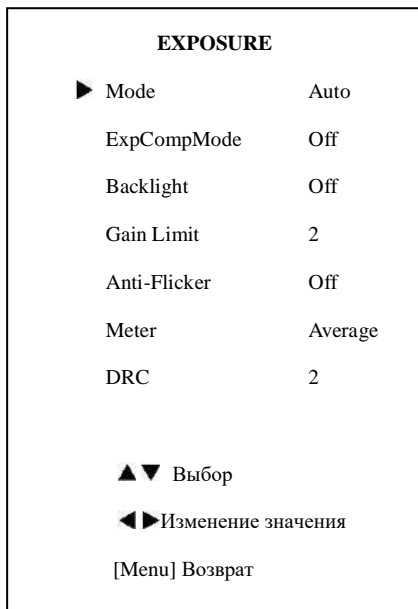 EXPOSURE
▶ Mode Auto
ExpCompMode Off
Backlight Off
Gain Limit 2
Anti-Flicker Off
Meter Average
DRC 2
▲▼ Выбор
◀▶Изменение значения
[Menu] Возврат